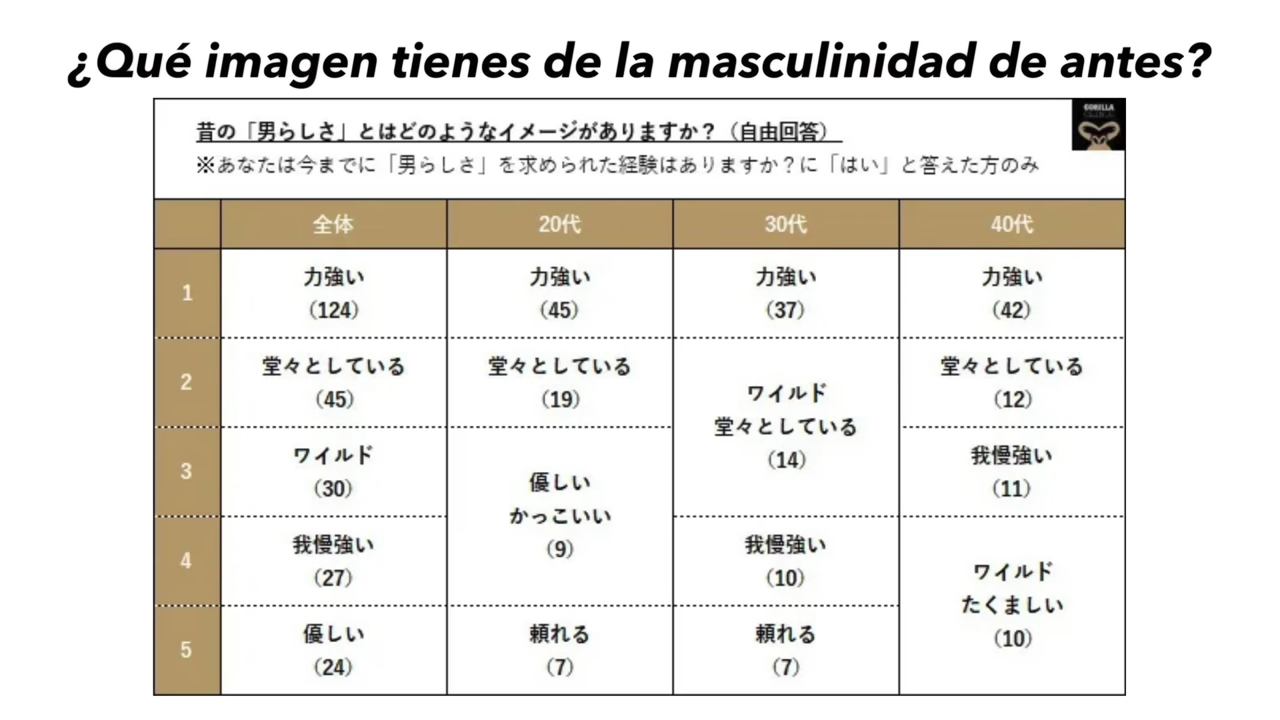 ¿Qué imagen tienes de la masculinidad de antes?
昔の「男らしさ」とはどのようなイメージがありますか？（自由回答）
※あなたは今までに「男らしさ」を求められた経験はありますか？に「はい」と答えた方のみ
GORILLA
CLINIC
全体 20代 30代 40代
1 力強い (124) 力強い (45) 力強い (37) 力強い (42)
2 堂々としている (45) 堂々としている (19) ワイルド 堂々としている (14) 堂々としている (12)
3 ワイルド (30) 優しい かっこいい (9) 我慢強い (11)
4 我慢強い (27) 我慢強い (10) ワイルド たくましい (10)
5 優しい (24) 頼れる (7) 頼れる (7)